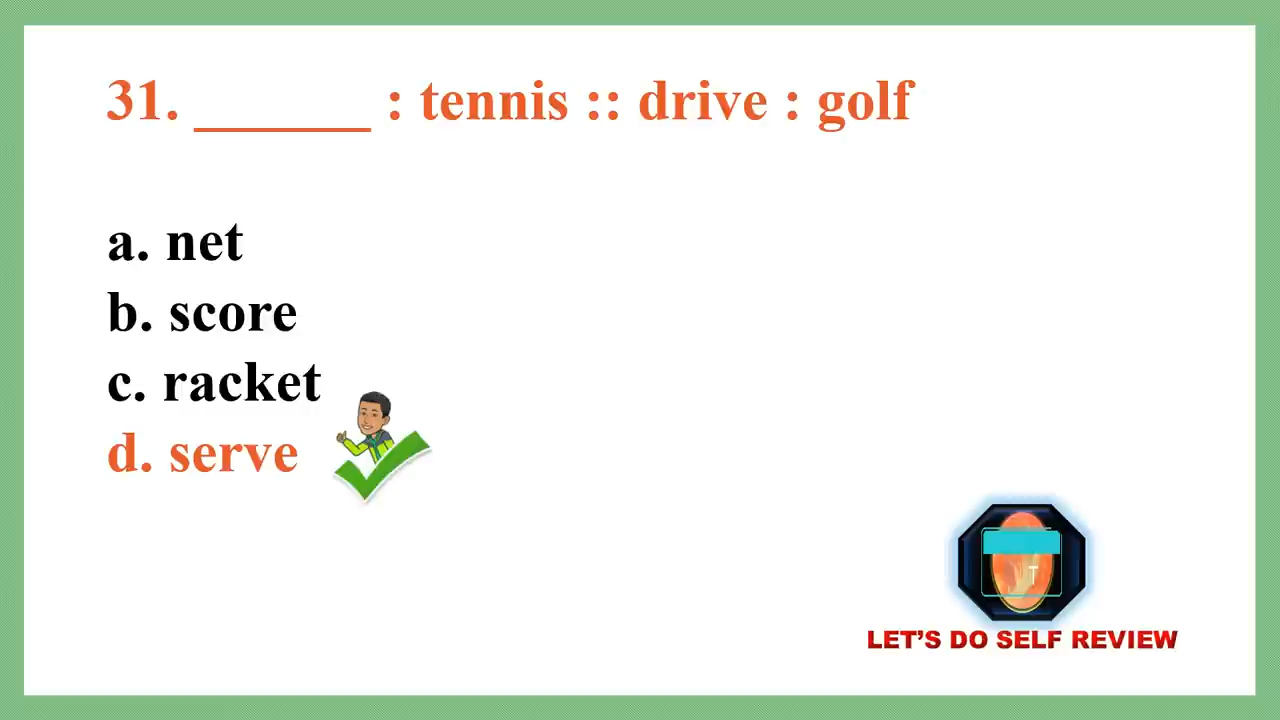 31. ______ : tennis :: drive : golf
a. net
b. score
c. racket
d. serve
T
LET'S DO SELF REVIEW